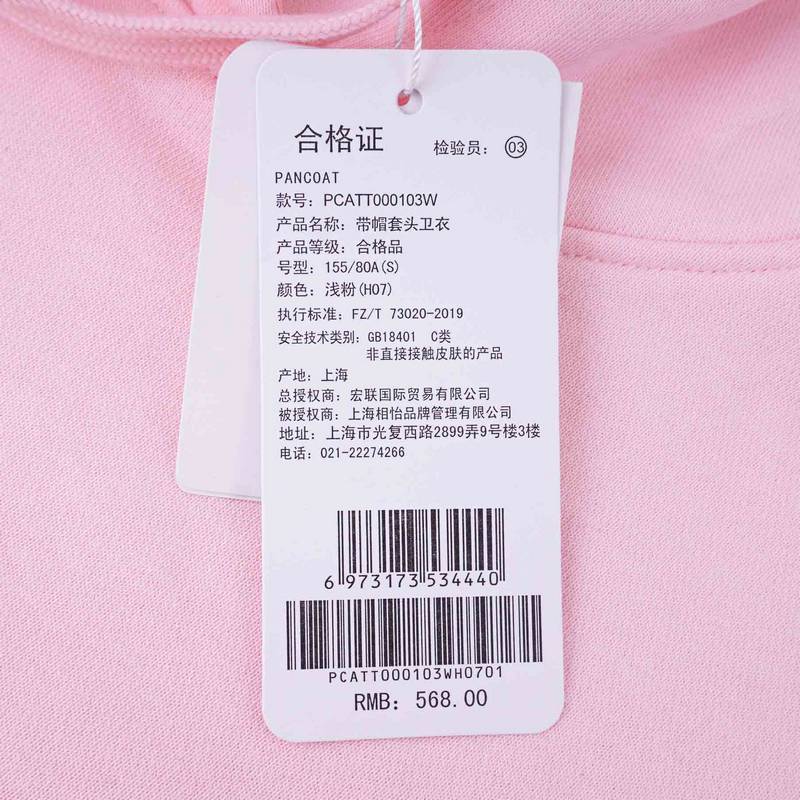 合格证
检验员：03
PANCOAT
款号：PCATT000103W
产品名称：带帽套头卫衣
产品等级：合格品
号型：155/80A(S)
颜色：浅粉(H07)
执行标准：FZ/T 73020-2019
安全技术类别：GB18401 C类
非直接接触皮肤的产品
产地：上海
总授权商：宏联国际贸易有限公司
被授权商：上海相怡品牌管理有限公司
地址：上海市光复西路2899弄9号楼3楼
电话：021-22274266
6 973173 534440
PCATT000103WH0701
RMB：568.00